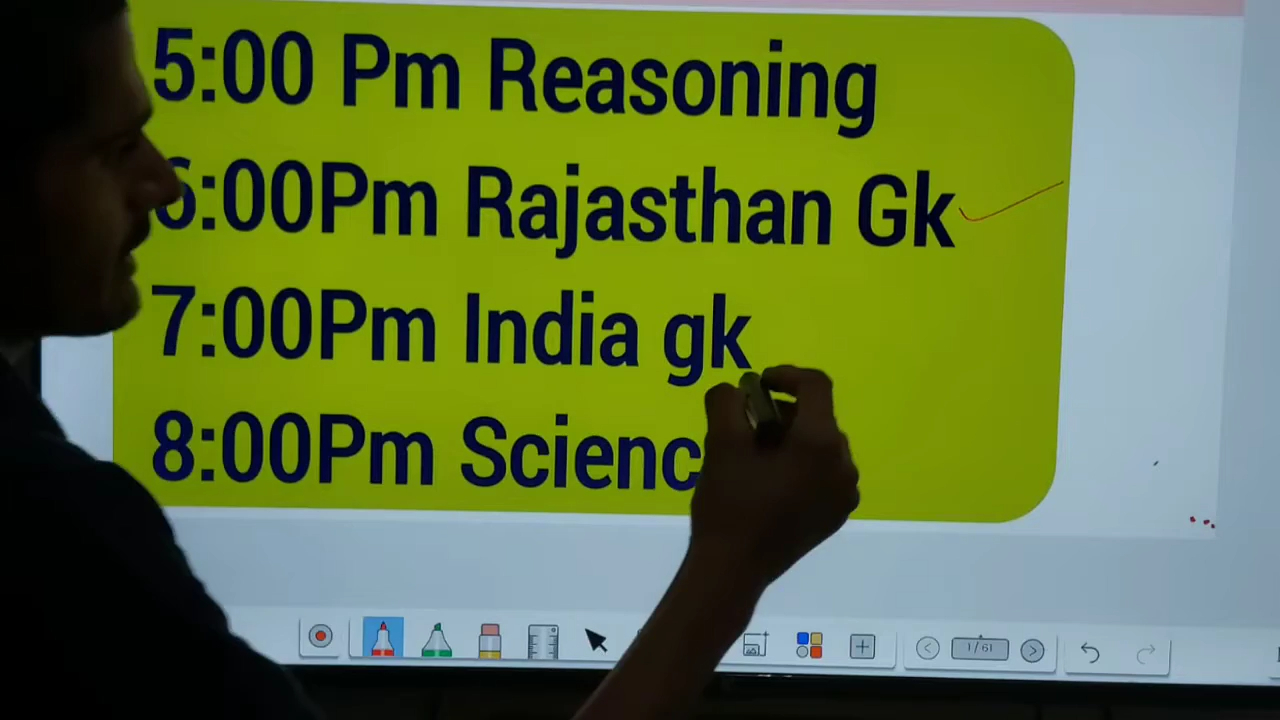 5:00 Pm Reasoning
6:00Pm Rajasthan Gk
7:00Pm India gk
8:00Pm Scienc
1/61